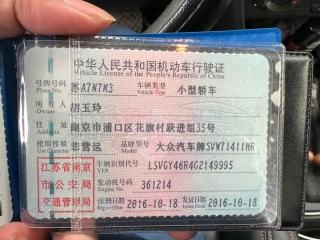 中华人民共和国机动车行驶证
Vehicle License of the People's Republic of China
号牌号码 苏A7N7M3 车辆类型 小型轿车
Plate No. Vehicle Type
所有人 胡玉玲
Owner
住址 南京市浦口区花旗村跃进组35号
Address
使用性质 非营运 品牌型号 大众汽车牌SVW71411HR
Use Character Model
江苏省南京 车辆识别代号 LSVGY46R4G2149995
VIN
市公安局 发动机号码 361214
Engine No.
交通管理局 注册日期 2016-10-18 发证日期 2016-10-18
Register Date Issue Date